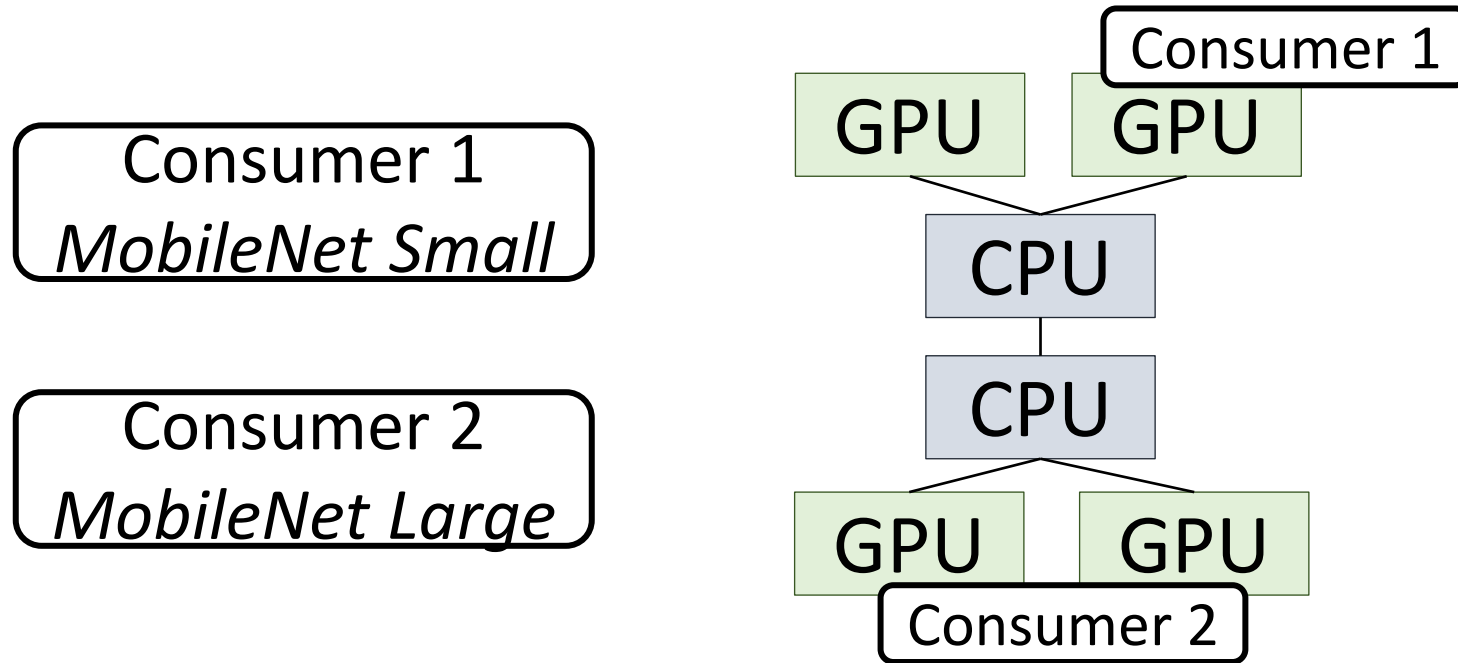 Consumer 1
MobileNet Small
Consumer 2
MobileNet Large
Consumer 1
GPU
GPU
CPU
CPU
GPU
GPU
Consumer 2